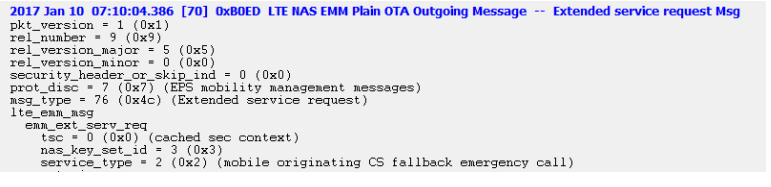 2017 Jan 10 07:10:04.386 [70] 0xB0ED LTE NAS EMM Plain OTA Outgoing Message -- Extended service request Msg
pkt_version = 1 (0x1)
rel_number = 9 (0x9)
rel_version_major = 5 (0x5)
rel_version_minor = 0 (0x0)
security_header_or_skip_ind = 0 (0x0)
prot_disc = 7 (0x7) (EPS mobility management messages)
msg_type = 76 (0x4c) (Extended service request)
lte_emm_msg
emm_ext_serv_req
tsc = 0 (0x0) (cached sec context)
nas_key_set_id = 3 (0x3)
service_type = 2 (0x2) (mobile originating CS fallback emergency call)